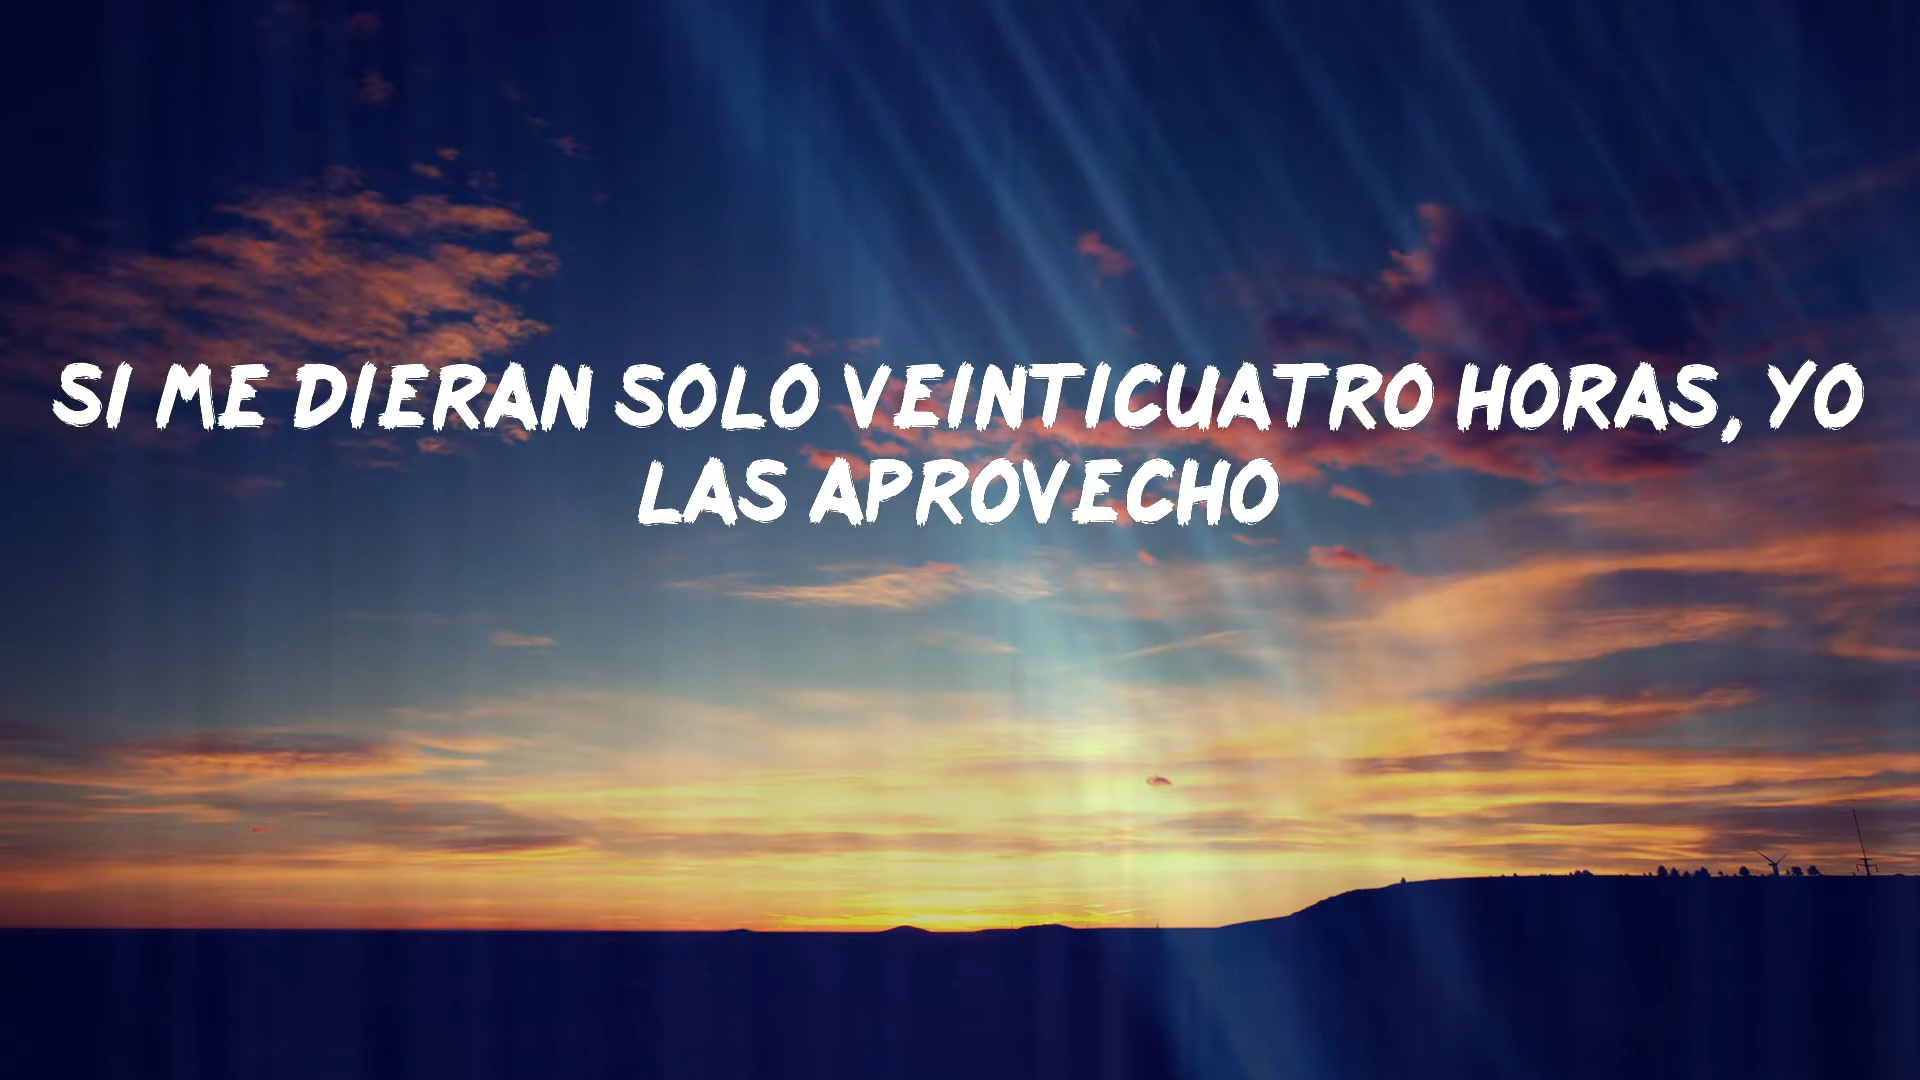 SI ME DIERAN SOLO VEINTICUATRO HORAS, YO
LAS APROVECHO